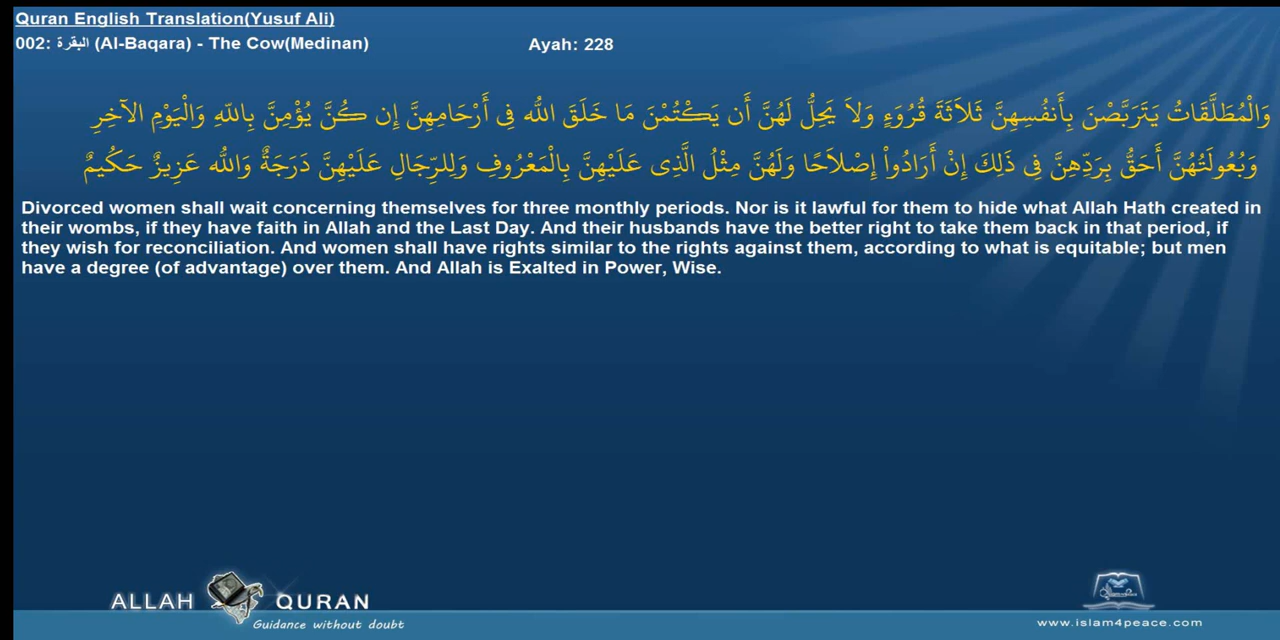 Quran English Translation(Yusuf Ali)
002: البقرة (Al-Baqara) - The Cow(Medinan)
Ayah: 228
وَالْمُطَلَّقَاتُ يَتَرَبَّصْنَ بِأَنفُسِهِنَّ ثَلاَثَةَ قُرُوَءٍ وَلاَ يَحِلُّ لَهُنَّ أَن يَكْتُمْنَ مَا خَلَقَ اللّه فِى أَرْحَامِهِنَّ إِن كُنَّ يُؤْمِنَّ بِاللّهِ وَالْيَوْمِ الآخِرِ
وَبُعُولَتُهُنَّ أَحَقُّ بِرَدِّهِنَّ فِى ذَلِكَ إِنْ أَرَادُواْ إِصْلاَحًا وَلَهُنَّ مِثْلُ الَّذِى عَلَيْهِنَّ بِالْمَعْرُوفِ وَلِلرِّجَالِ عَلَيْهِنَّ دَرَجَةٌ وَاللّه عَزِيزٌ حَكُيمٌ
Divorced women shall wait concerning themselves for three monthly periods. Nor is it lawful for them to hide what Allah Hath created in
their wombs, if they have faith in Allah and the Last Day. And their husbands have the better right to take them back in that period, if
they wish for reconciliation. And women shall have rights similar to the rights against them, according to what is equitable; but men
have a degree (of advantage) over them. And Allah is Exalted in Power, Wise.
ALLAH QURAN
Guidance without doubt
www.islam4peace.com